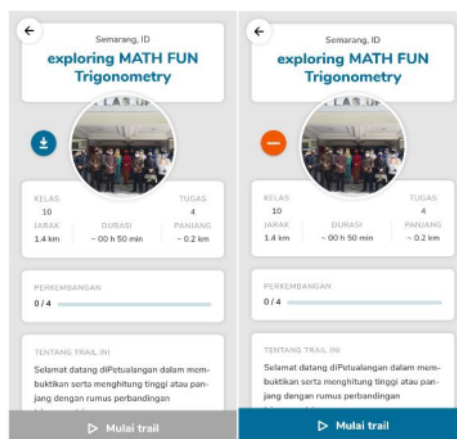 Semarang, ID
exploring MATH FUN
Trigonometry
LAB.UP
KELAS
TUGAS
10
4
JARAK
DURASI
PANJANG
1.4 km
~ 00 h 50 min
~ 0.2 km
PERKEMBANGAN
0/4
TENTANG TRAIL INI
Selamat datang diPetualangan dalam mem-
buktikan serta menghitung tinggi atau pan-
jang dengan rumus perbandingan
Mulai trail
Semarang, ID
exploring MATH FUN
Trigonometry
KELAS
TUGAS
10
4
JARAK
DURASI
PANJANG
1.4 km
~ 00 h 50 min
~ 0.2 km
PERKEMBANGAN
0/4
TENTANG TRAIL INI
Selamat datang diPetualangan dalam mem-
buktikan serta menghitung tinggi atau pan-
jang dengan rumus perbandingan
Mulai trail